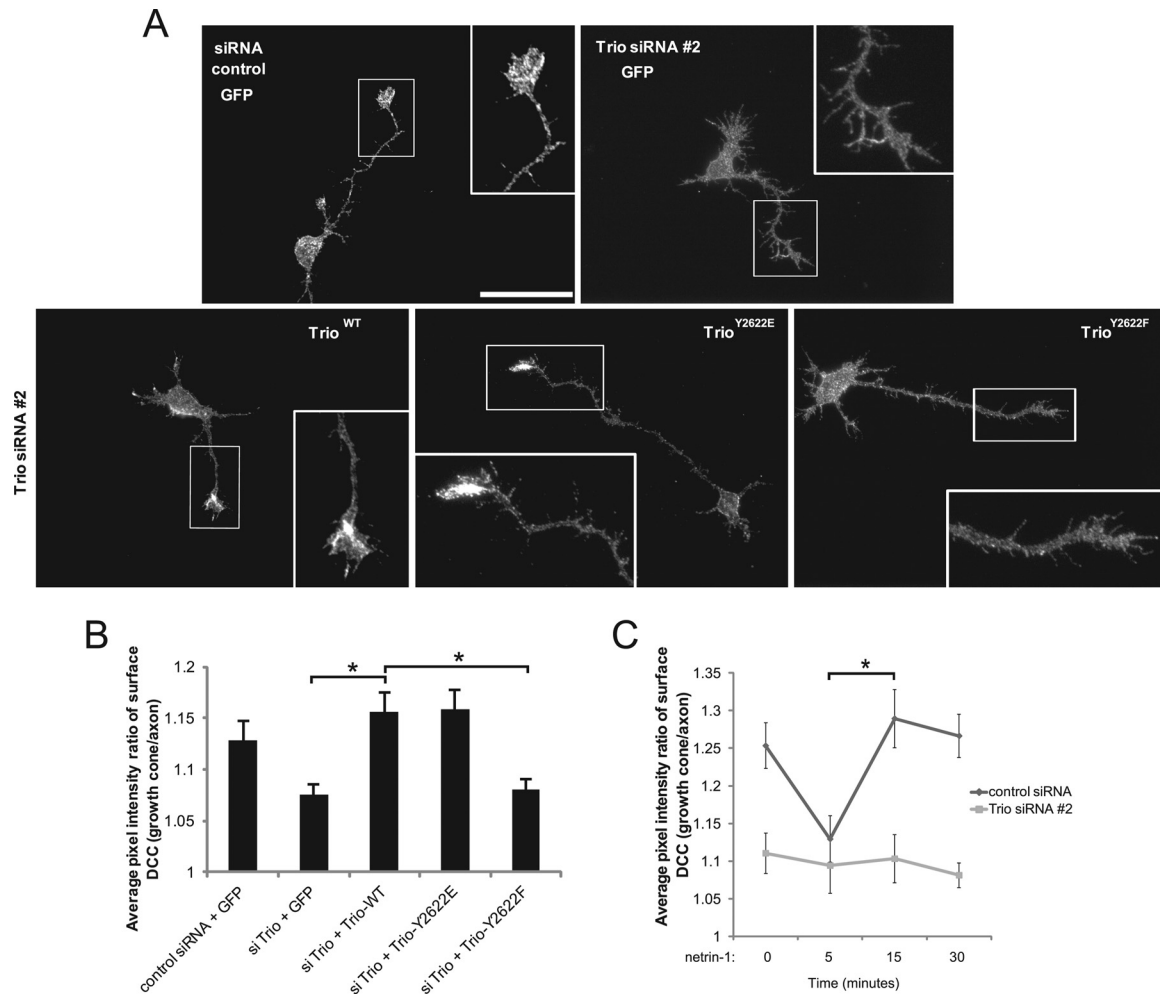 A
siRNA
control
GFP
Trio siRNA #2
GFP
Trio siRNA #2
Trio WT
Trio Y2622E
Trio Y2622F
B
Average pixel intensity ratio of surface
DCC (growth cone/axon)
1.2
1.15
1.1
1.05
1
*
*
control siRNA + GFP
si Trio + GFP
si Trio + Trio-WT
si Trio + Trio-Y2622E
si Trio + Trio-Y2622F
C
Average pixel intensity ratio of surface
DCC (growth cone/axon)
1.35
1.3
1.25
1.2
1.15
1.1
1.05
1
*
control siRNA
Trio siRNA #2
netrin-1: 0 5 15 30
Time (minutes)